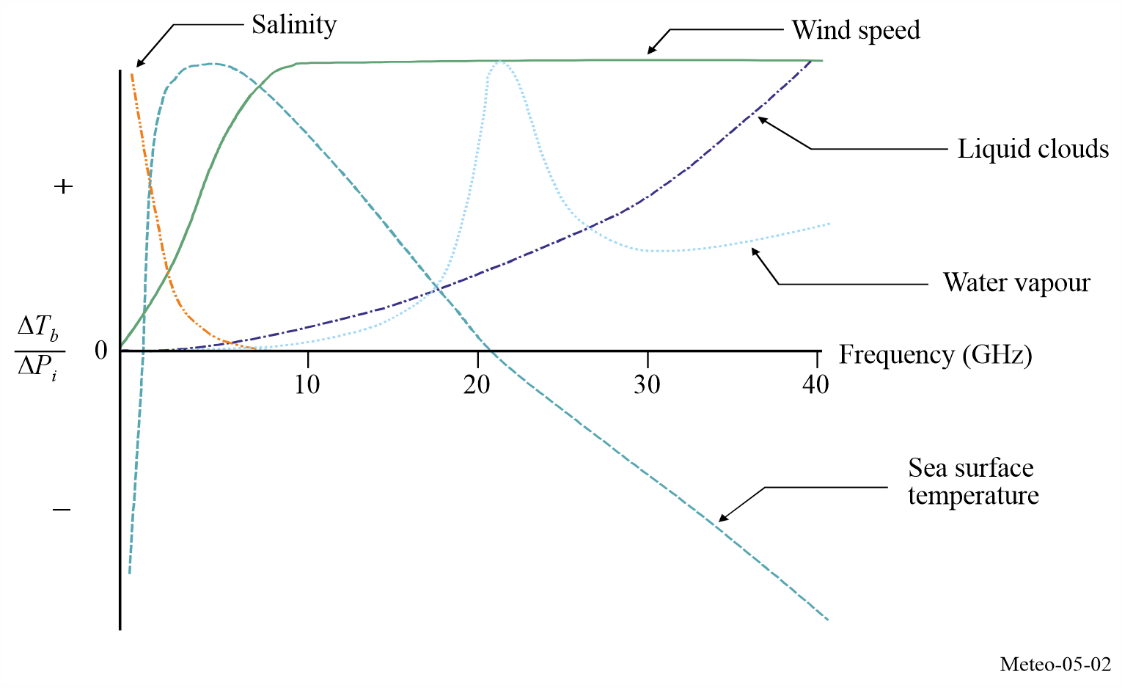 Salinity
Wind speed
Liquid clouds
+
Water vapour
ΔT_b
ΔP_i
0
Frequency (GHz)
10
20
30
40
Sea surface
temperature
–
Meteo-05-02